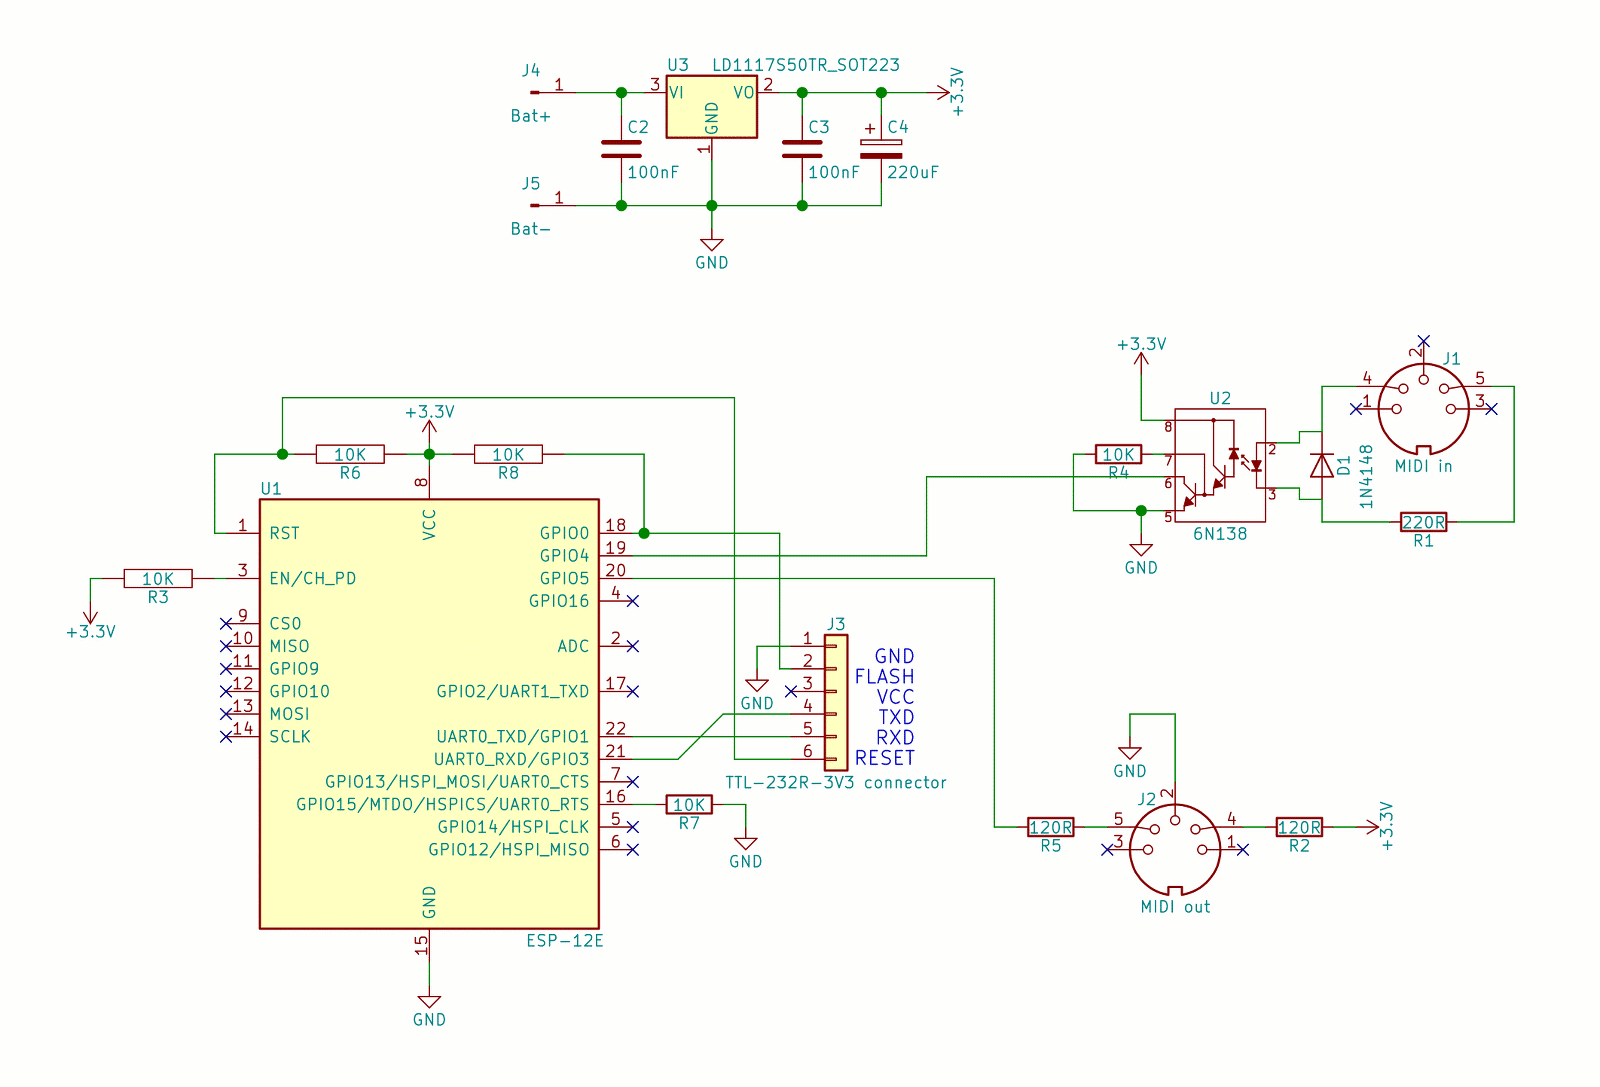 J4
1
Bat+
J5
1
Bat-
U3
LD1117S50TR_SOT223
3
VI
VO
2
GND
1
C2
100nF
C3
100nF
+
C4
220uF
+3.3V
GND
+3.3V
10K
R6
10K
R8
8
U1
VCC
1
RST
3
EN/CH_PD
10K
R3
+3.3V
9
CS0
10
MISO
11
GPIO9
12
GPIO10
13
MOSI
14
SCLK
GPIO0
18
GPIO4
19
GPIO5
20
GPIO16
4
ADC
2
GPIO2/UART1_TXD
17
UART0_TXD/GPIO1
22
UART0_RXD/GPIO3
21
GPIO13/HSPI_MOSI/UART0_CTS
7
GPIO15/MTDO/HSPICS/UART0_RTS
16
GPIO14/HSPI_CLK
5
GPIO12/HSPI_MISO
6
GND
15
ESP-12E
GND
10K
R7
GND
J3
1
2
3
4
5
6
GND
GND
FLASH
VCC
TXD
RXD
RESET
TTL-232R-3V3 connector
+3.3V
U2
8
7
6
5
2
3
6N138
10K
R4
GND
D1
1N4148
J1
2
4
5
1
3
MIDI in
220R
R1
GND
J2
2
5
4
3
1
MIDI out
120R
R5
120R
R2
+3.3V